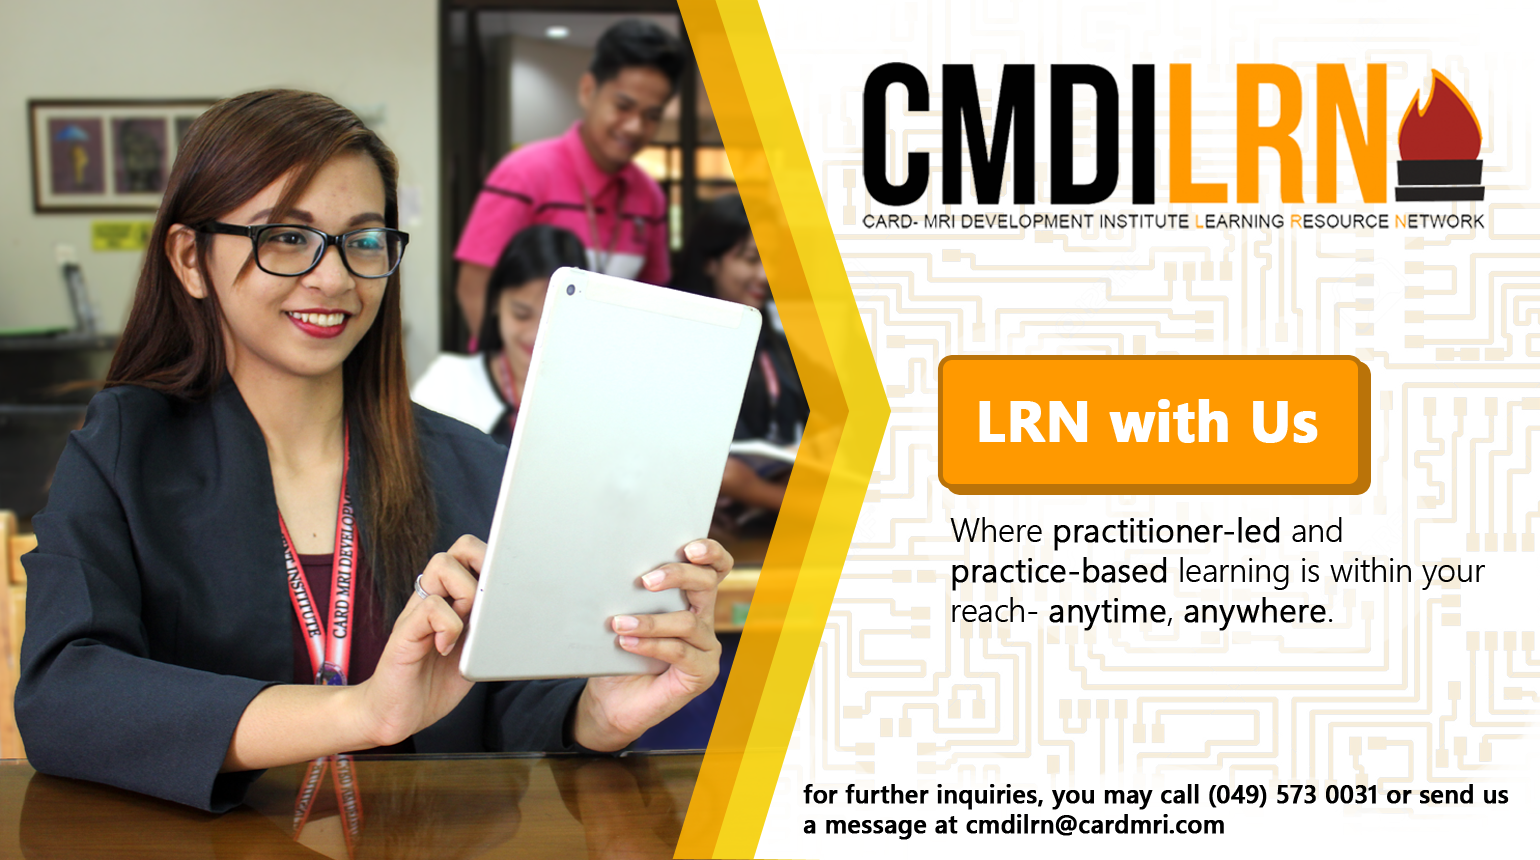 CMDILRN
CARD- MRI DEVELOPMENT INSTITUTE LEARNING RESOURCE NETWORK
LRN with Us
Where practitioner-led and
practice-based learning is within your
reach- anytime, anywhere.
for further inquiries, you may call (049) 573 0031 or send us
a message at cmdilrn@cardmri.com
INSTITUTE
CARD MRI DEVELOPM